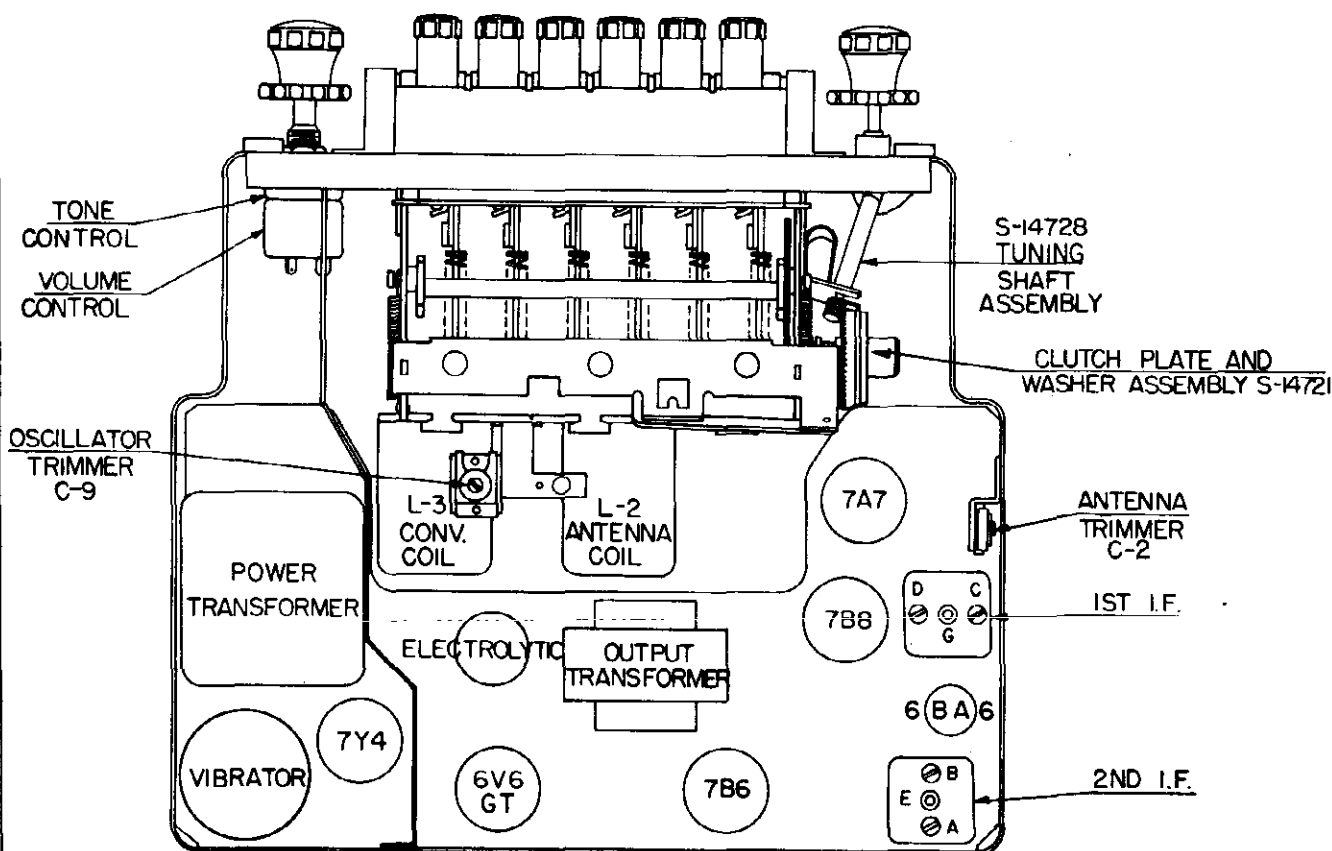 TONE
CONTROL
VOLUME
CONTROL
S-14728
TUNING
SHAFT
ASSEMBLY
CLUTCH PLATE AND
WASHER ASSEMBLY S-14721
OSCILLATOR
TRIMMER
C-9
L-3
CONV.
COIL
L-2
ANTENNA
COIL
7A7
ANTENNA
TRIMMER
C-2
POWER
TRANSFORMER
ELECTROLYTIC
OUTPUT
TRANSFORMER
7B8
D C
G
1ST I.F.
6BA6
7Y4
VIBRATOR
6V6
GT
7B6
B
E
A
2ND I.F.